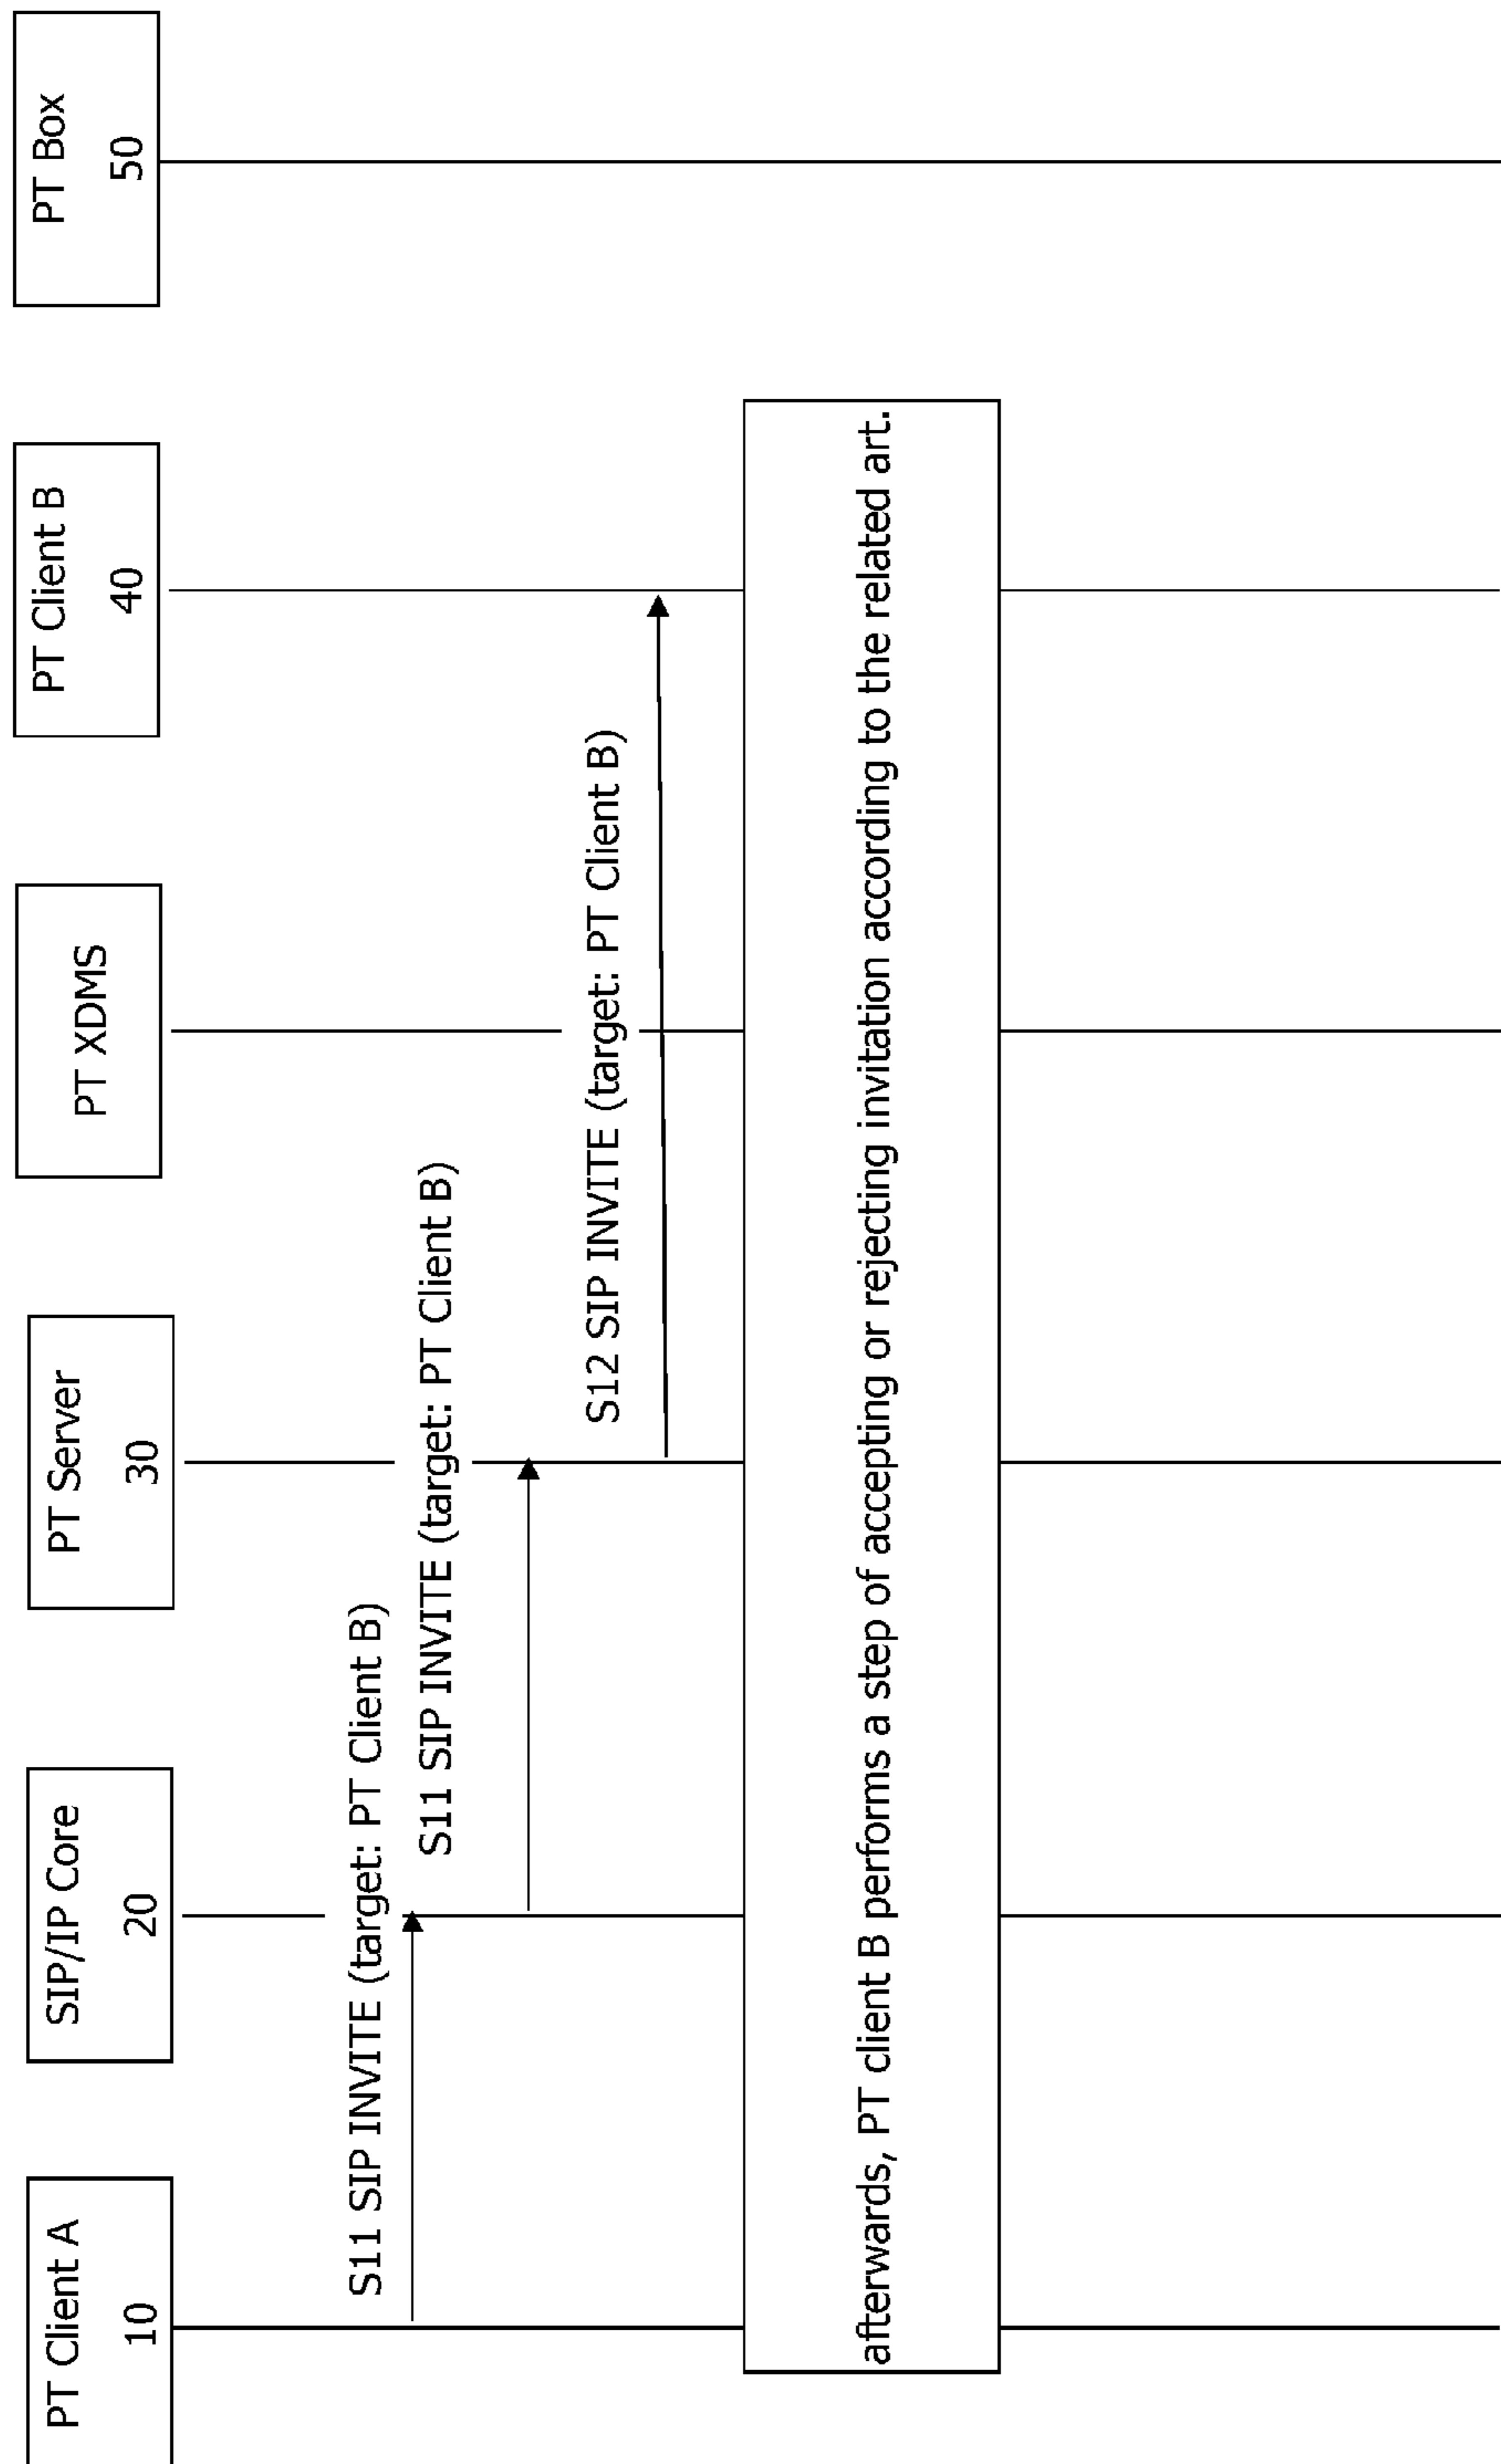 PT Client A
10
SIP/IP Core
20
PT Server
30
PT XDMS
PT Client B
40
PT Box
50
S11 SIP INVITE (target: PT Client B)
S11 SIP INVITE (target: PT Client B)
S12 SIP INVITE (target: PT Client B)
afterwards, PT client B performs a step of accepting or rejecting invitation according to the related art.